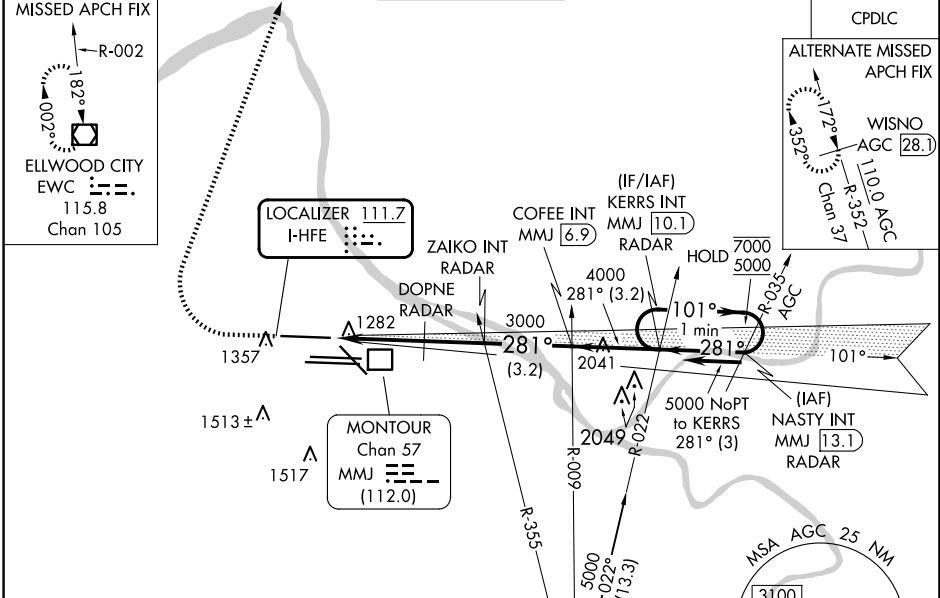 MISSED APCH FIX
R-002
182°
002°
ELLWOOD CITY
EWC
115.8
Chan 105
CPDLC
ALTERNATE MISSED
APCH FIX
172°
352°
WISNO
AGC 28.1
110.0 AGC
R-352
Chan 37
LOCALIZER 111.7
I-HFE
ZAIKO INT
RADAR
DOPNE
RADAR
COFEE INT
MMJ 6.9
(IF/IAF)
KERRS INT
MMJ 10.1
RADAR
HOLD 7000
5000
R-035
AGC
4000
281° (3.2)
101°
1 min
281°
101°
1282
1357
3000
281°
(3.2)
2041
5000 NoPT
to KERRS
281° (3)
(IAF)
NASTY INT
MMJ 13.1
RADAR
1513 ±
1517
MONTOUR
Chan 57
MMJ
(112.0)
2049
R-022
R-009
R-355
5000
022°
(13.3)
MSA AGC 25 NM
3100